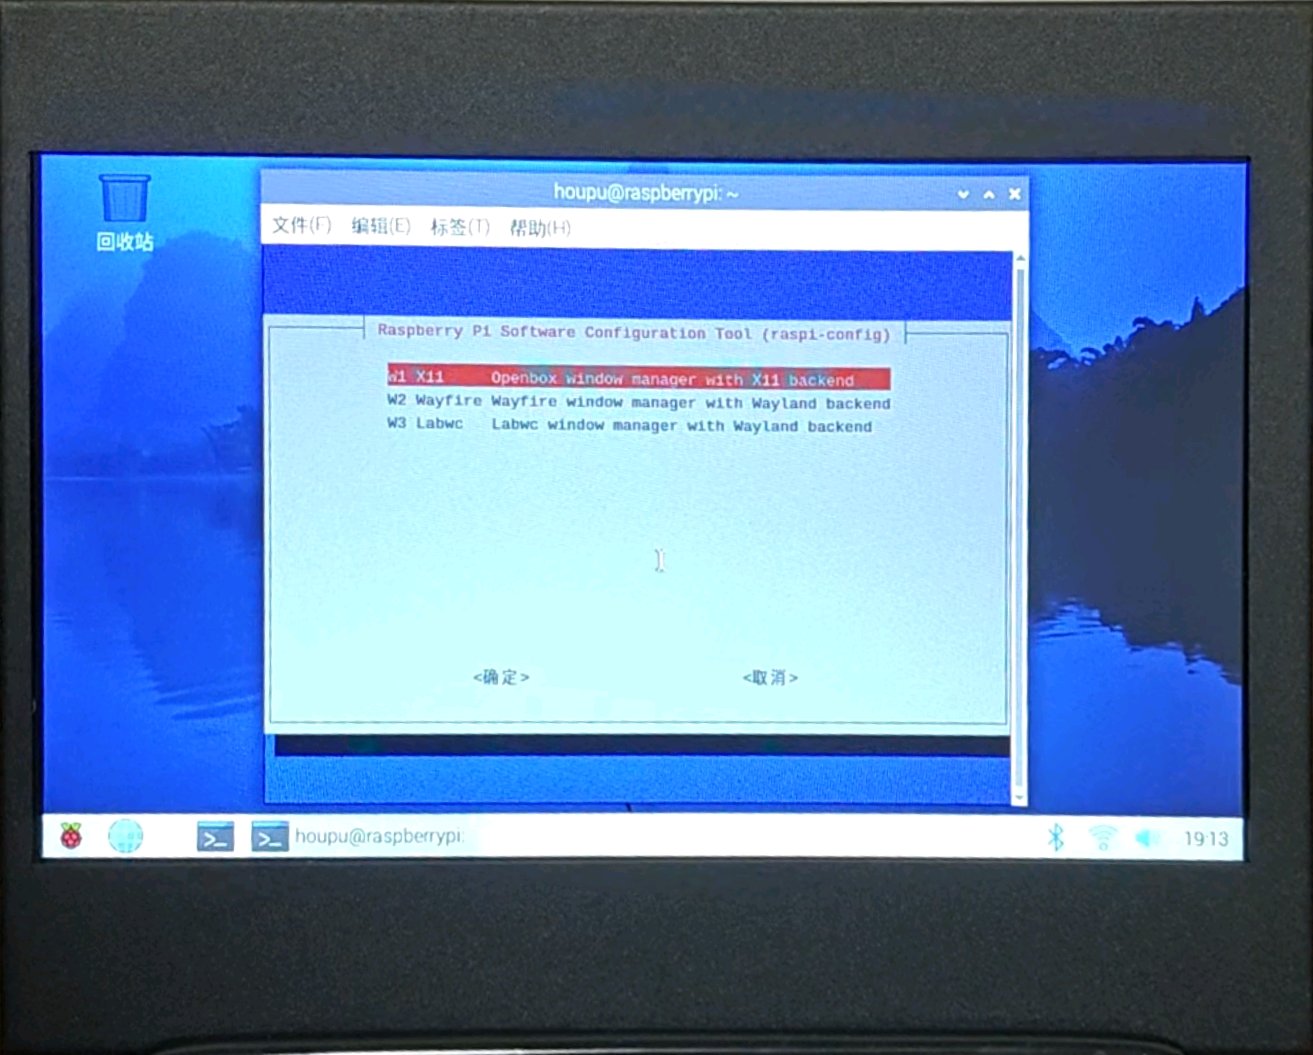 回收站
houpu@raspberrypi: ~
文件(F) 编辑(E) 标签(T) 帮助(H)
Raspberry Pi Software Configuration Tool (raspi-config)
W1 X11 Openbox window manager with X11 backend
W2 Wayfire Wayfire window manager with Wayland backend
W3 Labwc Labwc window manager with Wayland backend
<确定> <取消>
houpu@raspberrypi: 19:13